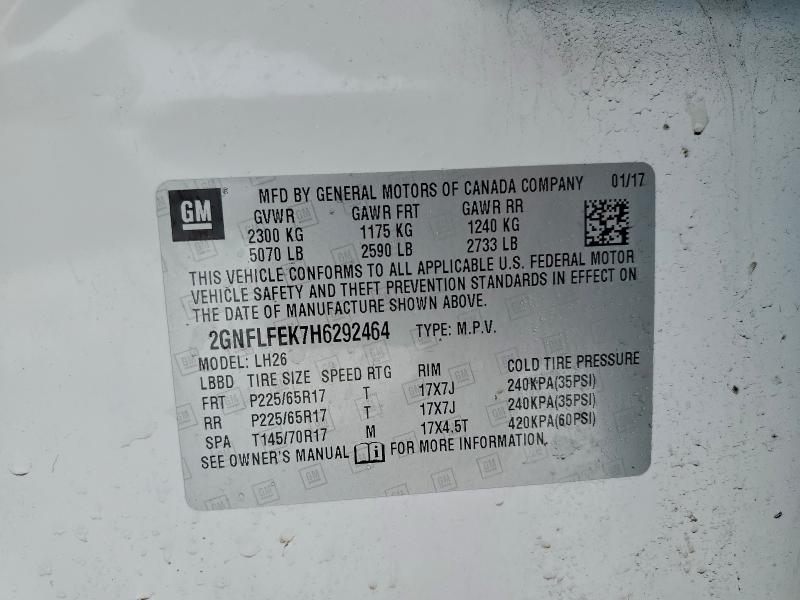 GM ® MFD BY GENERAL MOTORS OF CANADA COMPANY 01/17
GVWR GAWR FRT GAWR RR
2300 KG 1175 KG 1240 KG
5070 LB 2590 LB 2733 LB
THIS VEHICLE CONFORMS TO ALL APPLICABLE U.S. FEDERAL MOTOR
VEHICLE SAFETY AND THEFT PREVENTION STANDARDS IN EFFECT ON
THE DATE OF MANUFACTURE SHOWN ABOVE.
2GNFLFEK7H6292464 TYPE: M.P.V.
MODEL: LH26
LBBD TIRE SIZE SPEED RTG RIM COLD TIRE PRESSURE
FRT P225/65R17 T 17X7J 240KPA(35PSI)
RR P225/65R17 T 17X7J 240KPA(35PSI)
SPA T145/70R17 M 17X4.5T 420KPA(60PSI)
SEE OWNER'S MANUAL i FOR MORE INFORMATION.